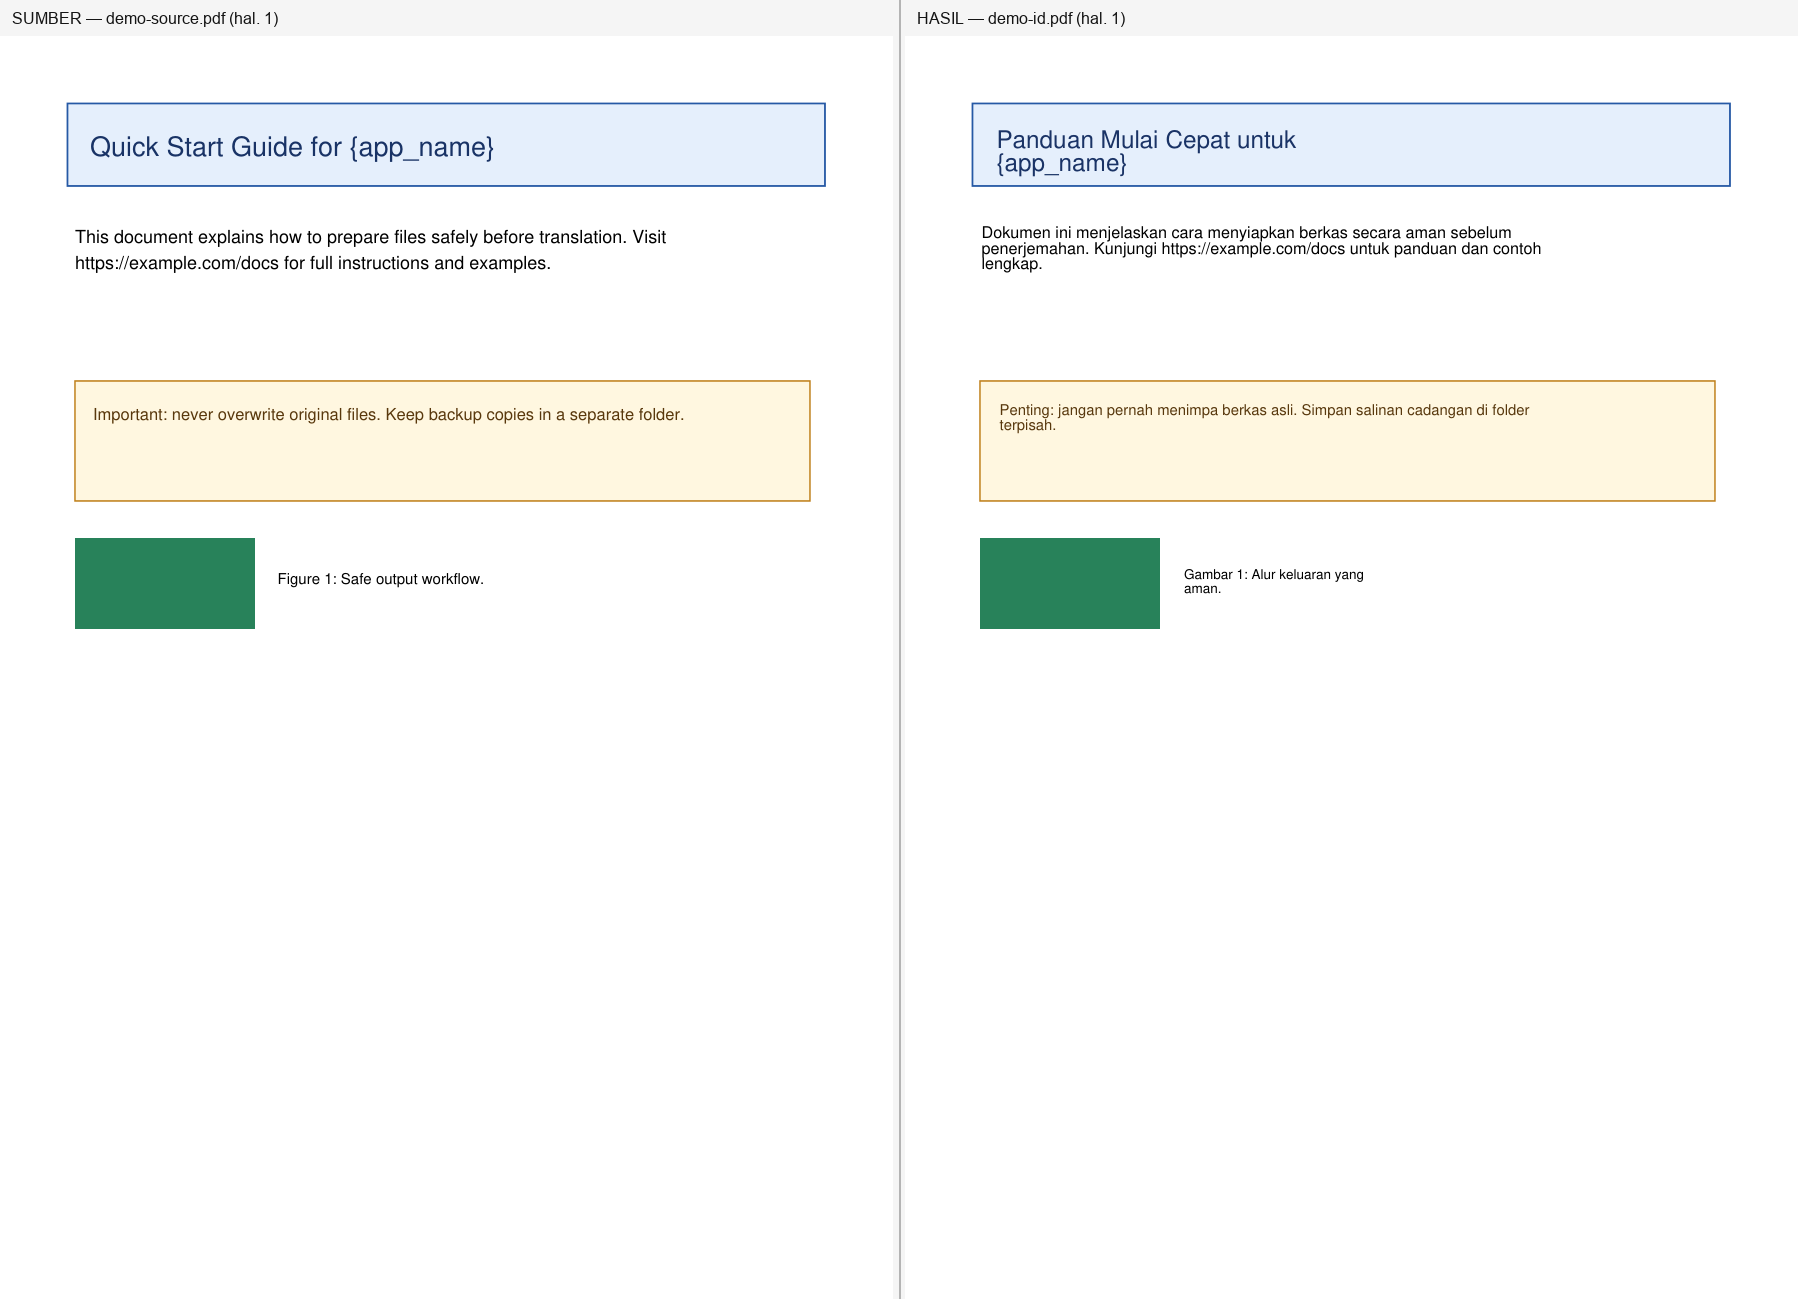 SUMBER — demo-source.pdf (hal. 1)
Quick Start Guide for {app_name}
This document explains how to prepare files safely before translation. Visit
https://example.com/docs for full instructions and examples.
Important: never overwrite original files. Keep backup copies in a separate folder.
Figure 1: Safe output workflow.
HASIL — demo-id.pdf (hal. 1)
Panduan Mulai Cepat untuk
{app_name}
Dokumen ini menjelaskan cara menyiapkan berkas secara aman sebelum
penerjemahan. Kunjungi https://example.com/docs untuk panduan dan contoh
lengkap.
Penting: jangan pernah menimpa berkas asli. Simpan salinan cadangan di folder
terpisah.
Gambar 1: Alur keluaran yang
aman.